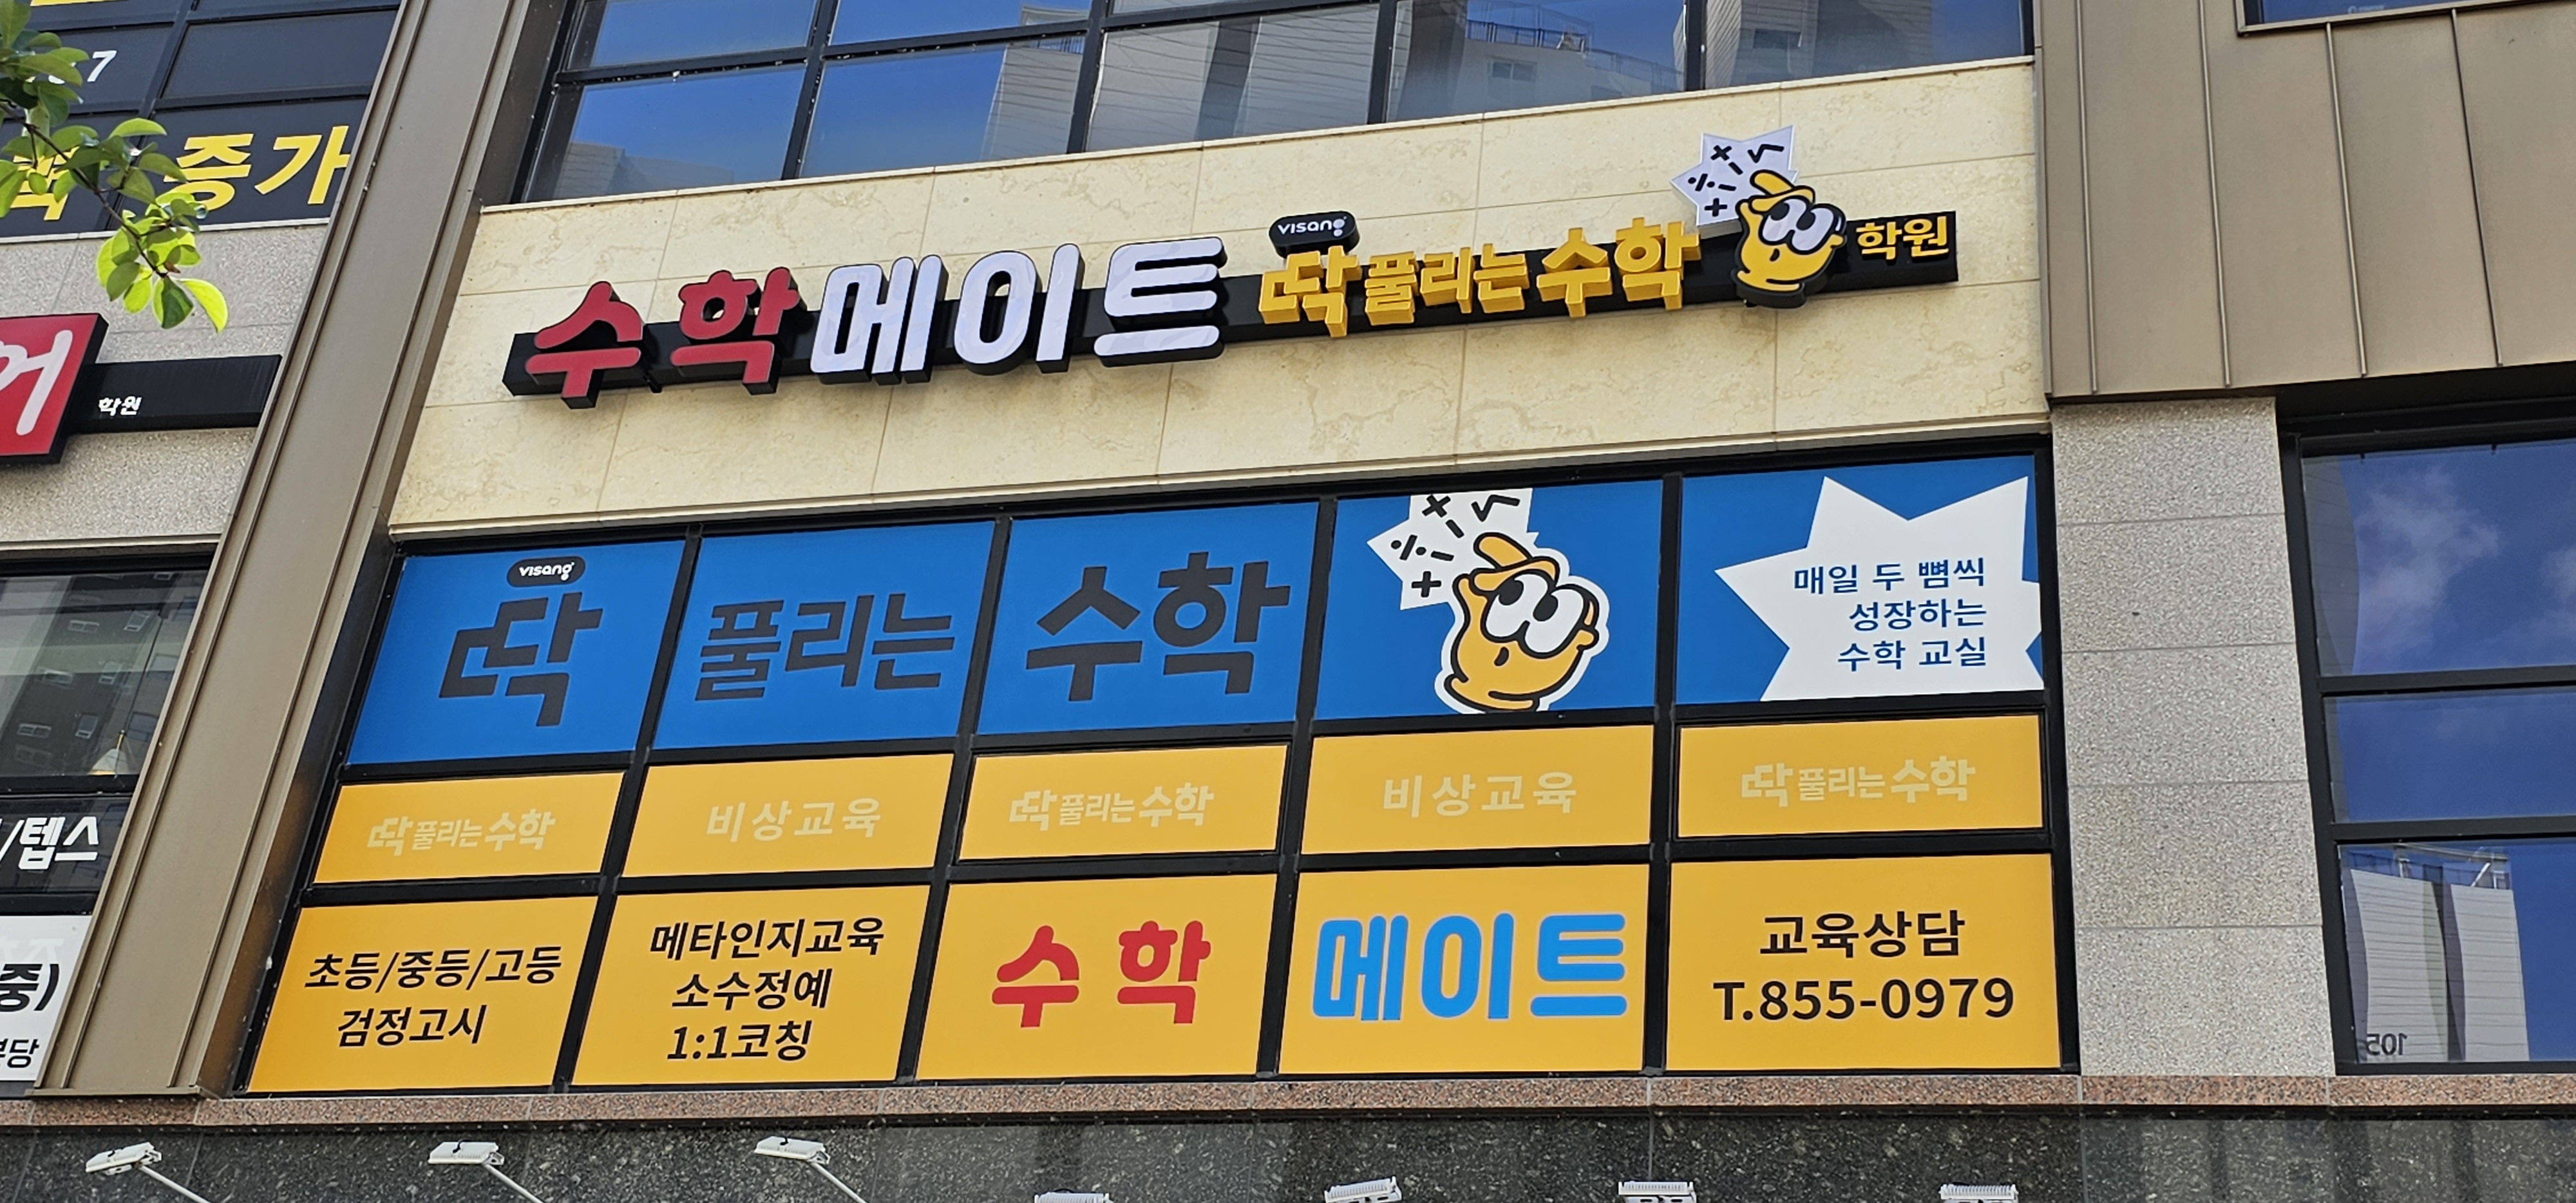 7
증가
visang
수학메이트 딱풀리는수학 학원
학원
visang
딱 풀리는 수학
매일 두 뼘씩
성장하는
수학 교실
딱풀리는수학 비상교육 딱풀리는수학 비상교육 딱풀리는수학
/텝스
초등/중등/고등
검정고시
메타인지교육
소수정예
1:1코칭
수학 메이트
교육상담
T.855-0979
중)
105